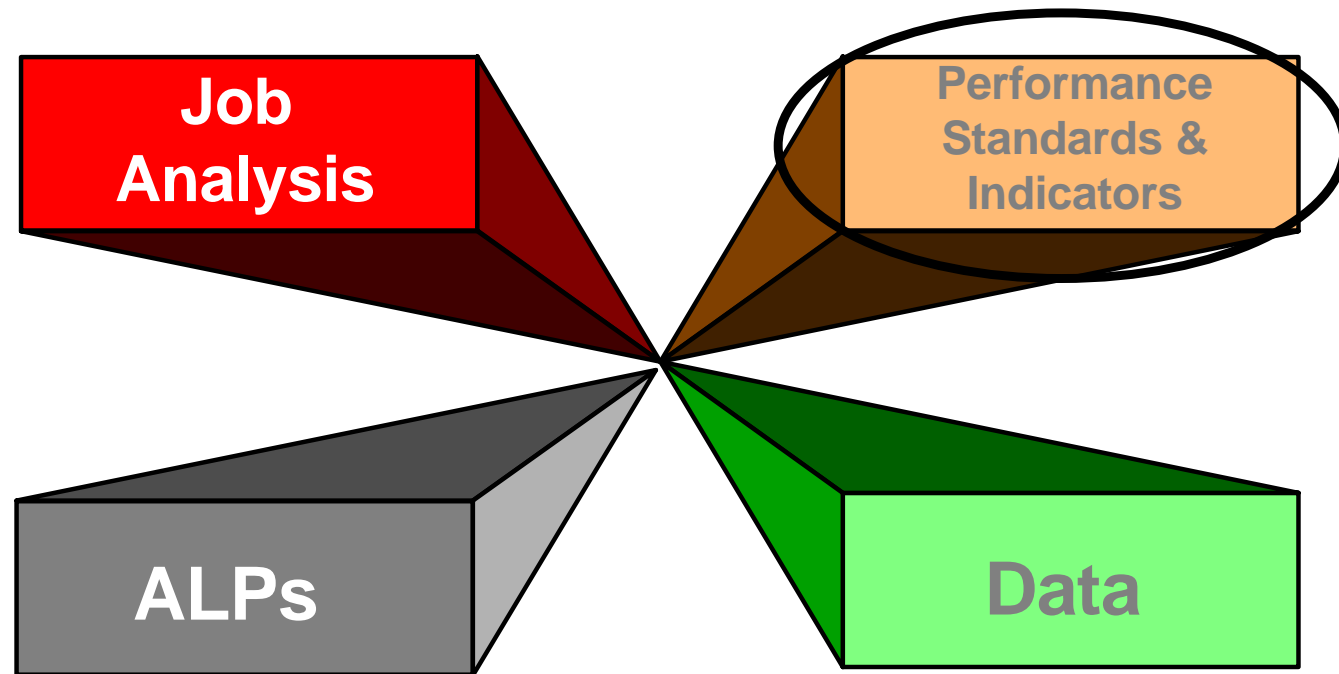 Job
Analysis
Performance
Standards &
Indicators
ALPs
Data